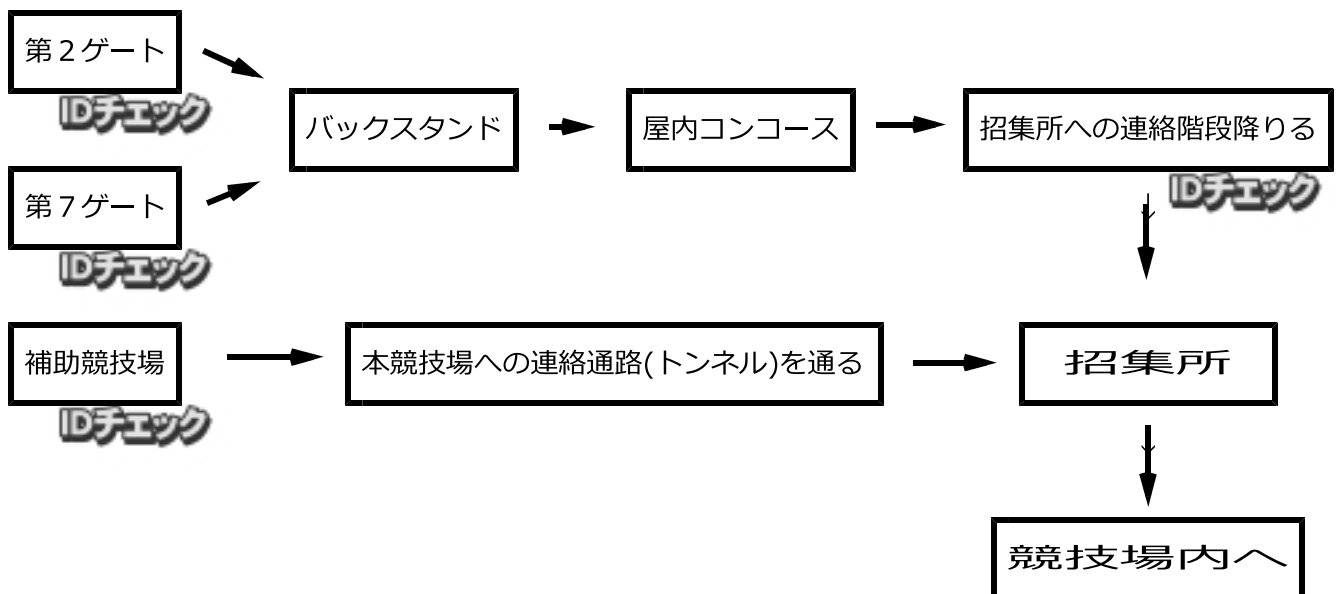 第２ゲート
IDチェック
バックスタンド
屋内コンコース
招集所への連絡階段降りる
IDチェック
第７ゲート
IDチェック
補助競技場
IDチェック
本競技場への連絡通路(トンネル)を通る
招集所
競技場内へ